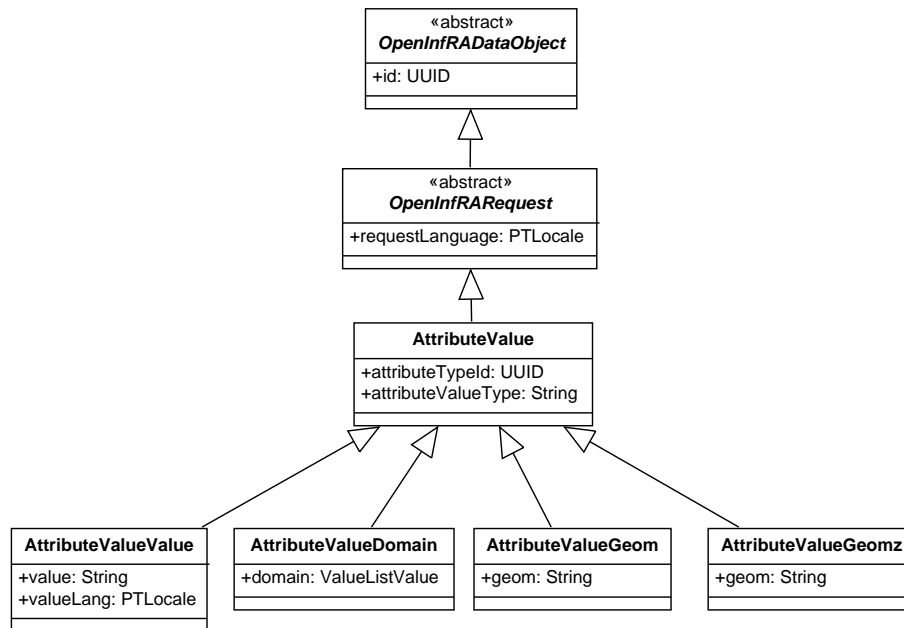 «abstract»
OpenInfRADataObject
+id: UUID
«abstract»
OpenInfRARequest
+requestLanguage: PTLocale
AttributeValue
+attributeTypeId: UUID
+attributeValueType: String
AttributeValueValue
+value: String
+valueLang: PTLocale
AttributeValueDomain
+domain: ValueListValue
AttributeValueGeom
+geom: String
AttributeValueGeomz
+geom: String